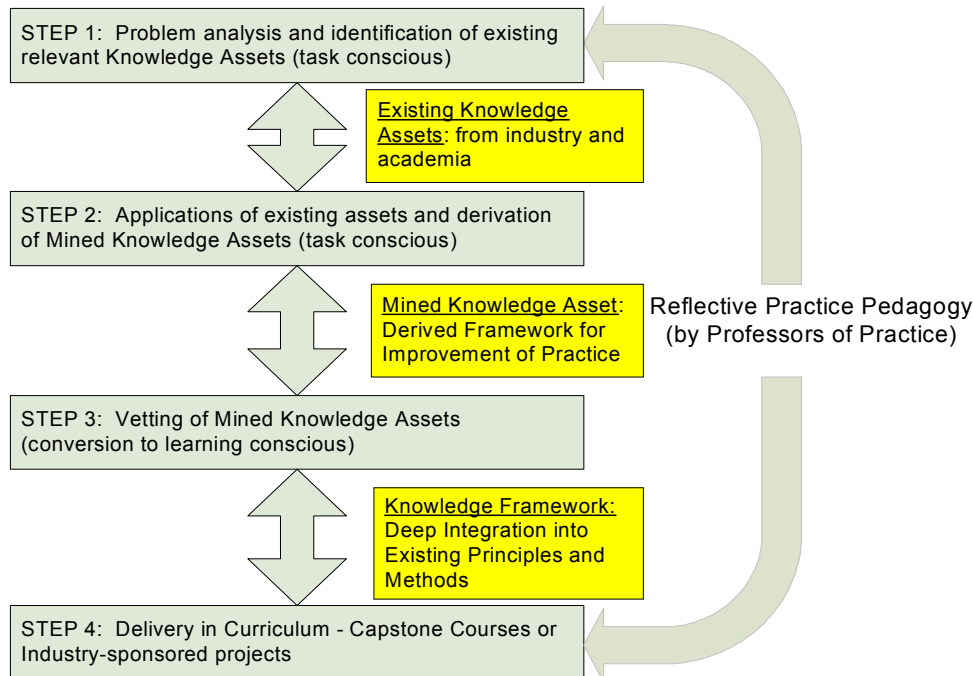 STEP 1:  Problem analysis and identification of existing
relevant Knowledge Assets (task conscious)
Existing Knowledge
Assets: from industry and
academia
STEP 2:  Applications of existing assets and derivation
of Mined Knowledge Assets (task conscious)
Mined Knowledge Asset:
Derived Framework for
Improvement of Practice
Reflective Practice Pedagogy
(by Professors of Practice)
STEP 3:  Vetting of Mined Knowledge Assets
(conversion to learning conscious)
Knowledge Framework:
Deep Integration into
Existing Principles and
Methods
STEP 4:  Delivery in Curriculum - Capstone Courses or
Industry-sponsored projects